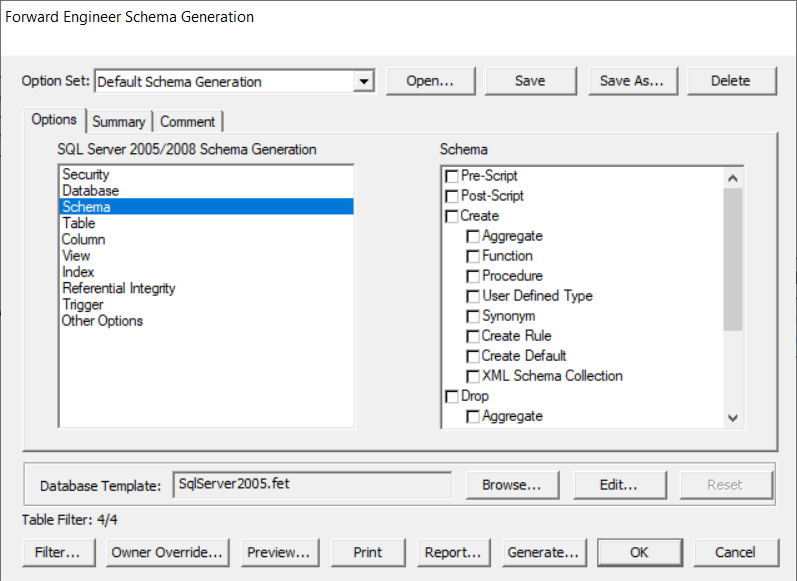 Forward Engineer Schema Generation
Option Set: Default Schema Generation Open... Save Save As... Delete
Options Summary Comment
SQL Server 2005/2008 Schema Generation
Security
Database
Schema
Table
Column
View
Index
Referential Integrity
Trigger
Other Options
Schema
Pre-Script
Post-Script
Create
Aggregate
Function
Procedure
User Defined Type
Synonym
Create Rule
Create Default
XML Schema Collection
Drop
Aggregate
Database Template: SqlServer2005.fet Browse... Edit... Reset
Table Filter: 4/4
Filter... Owner Override... Preview... Print Report... Generate... OK Cancel